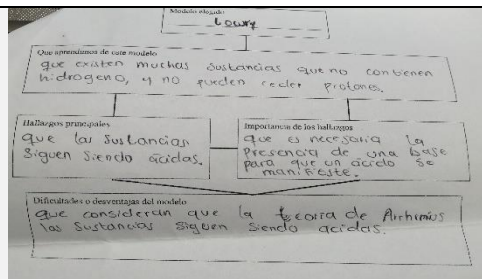 Modelo elegido
Lowry
Que aprendimos de este modelo
que existen muchas sustancias que no contienen
hidrogeno, y no pueden ceder protones.
Hallazgos principales
que las sustancias
siguen siendo ácidas.
Importancia de los hallazgos
que es necesaria la
presencia de una base
para que un acido se
manifieste.
Dificultades o desventajas del modelo
que consideran que la teoria de Arrhenius
las sustancias siguen siendo acidas.